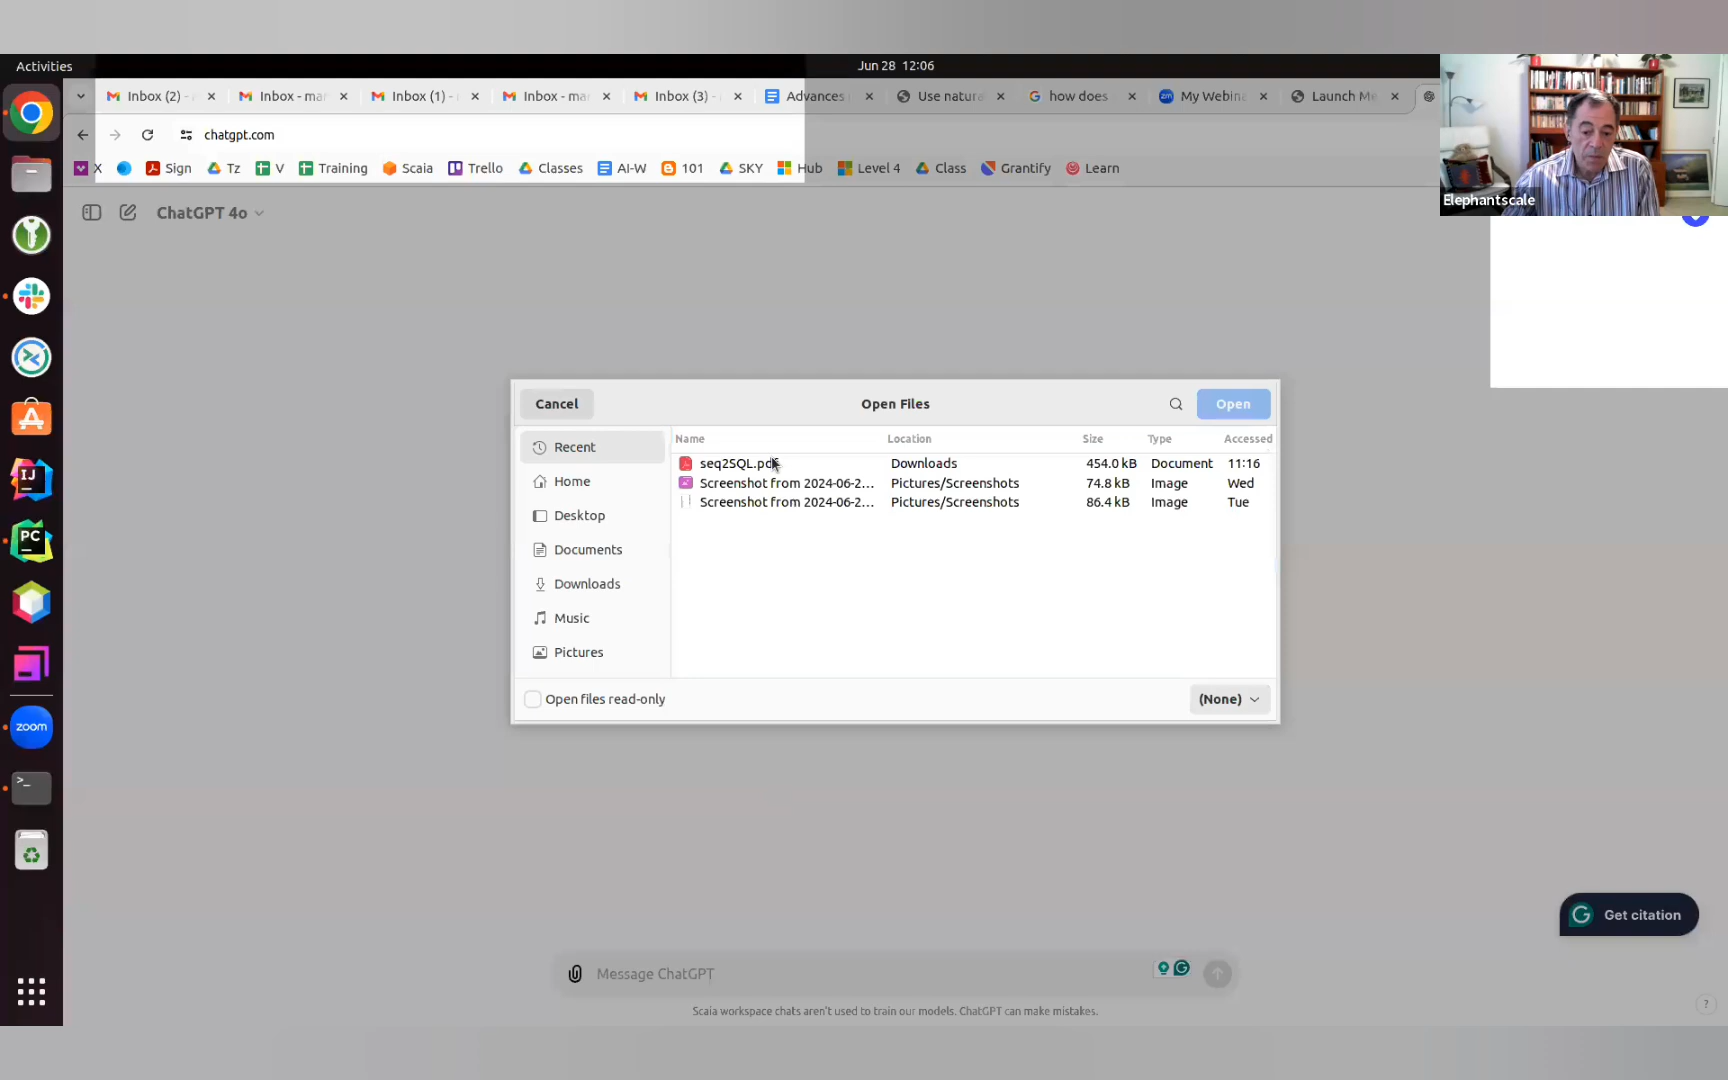 Activities
Jun 28 12:06
Inbox (2) -
Inbox - mar
Inbox (1) -
Inbox - ma
Inbox (3) -
Advances
Use natura
how does
My Webina
Launch Me
chatgpt.com
X
Sign
Tz
V
Training
Scaia
Trello
Classes
AI-W
101
SKY
Hub
Level 4
Class
Grantify
Learn
Elephantscale
ChatGPT 4o
Cancel
Open Files
Open
Recent
Home
Desktop
Documents
Downloads
Music
Pictures
Name Location Size Type Accessed
seq2SQL.pdf Downloads 454.0 kB Document 11:16
Screenshot from 2024-06-2... Pictures/Screenshots 74.8 kB Image Wed
Screenshot from 2024-06-2... Pictures/Screenshots 86.4 kB Image Tue
Open files read-only
(None)
IJ
PC
zoom
>_
Get citation
Message ChatGPT
Scaia workspace chats aren't used to train our models. ChatGPT can make mistakes.
?